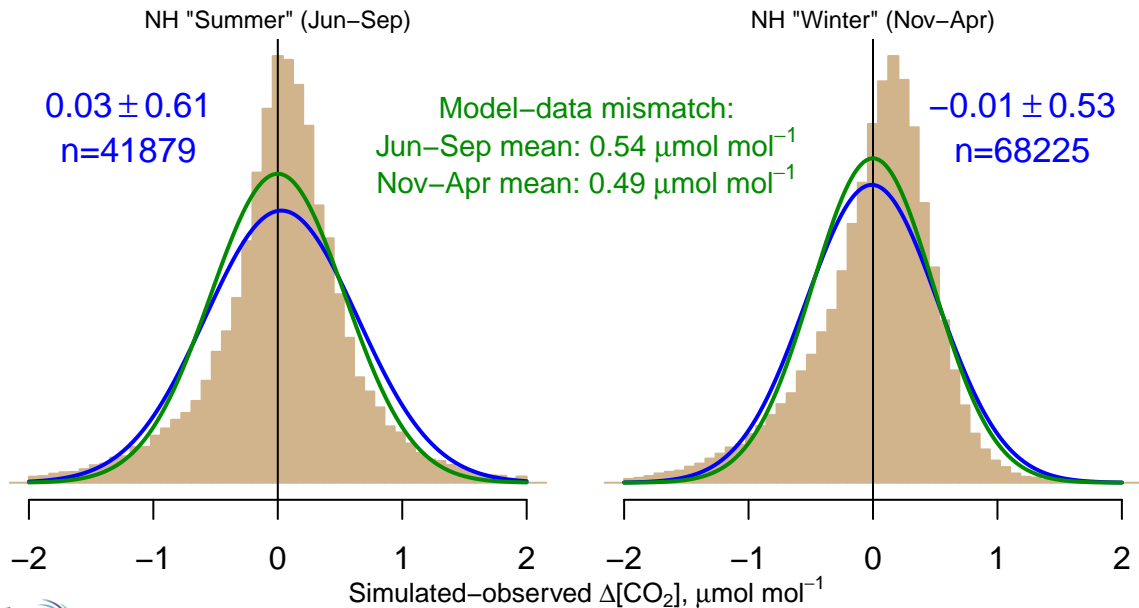 NH "Summer" (Jun−Sep)
NH "Winter" (Nov−Apr)
0.03 ± 0.61
n=41879
Model−data mismatch:
Jun−Sep mean: 0.54 μmol mol⁻¹
Nov−Apr mean: 0.49 μmol mol⁻¹
−0.01 ± 0.53
n=68225
−2 −1 0 1 2
−2 −1 0 1 2
Simulated−observed Δ[CO₂], μmol mol⁻¹